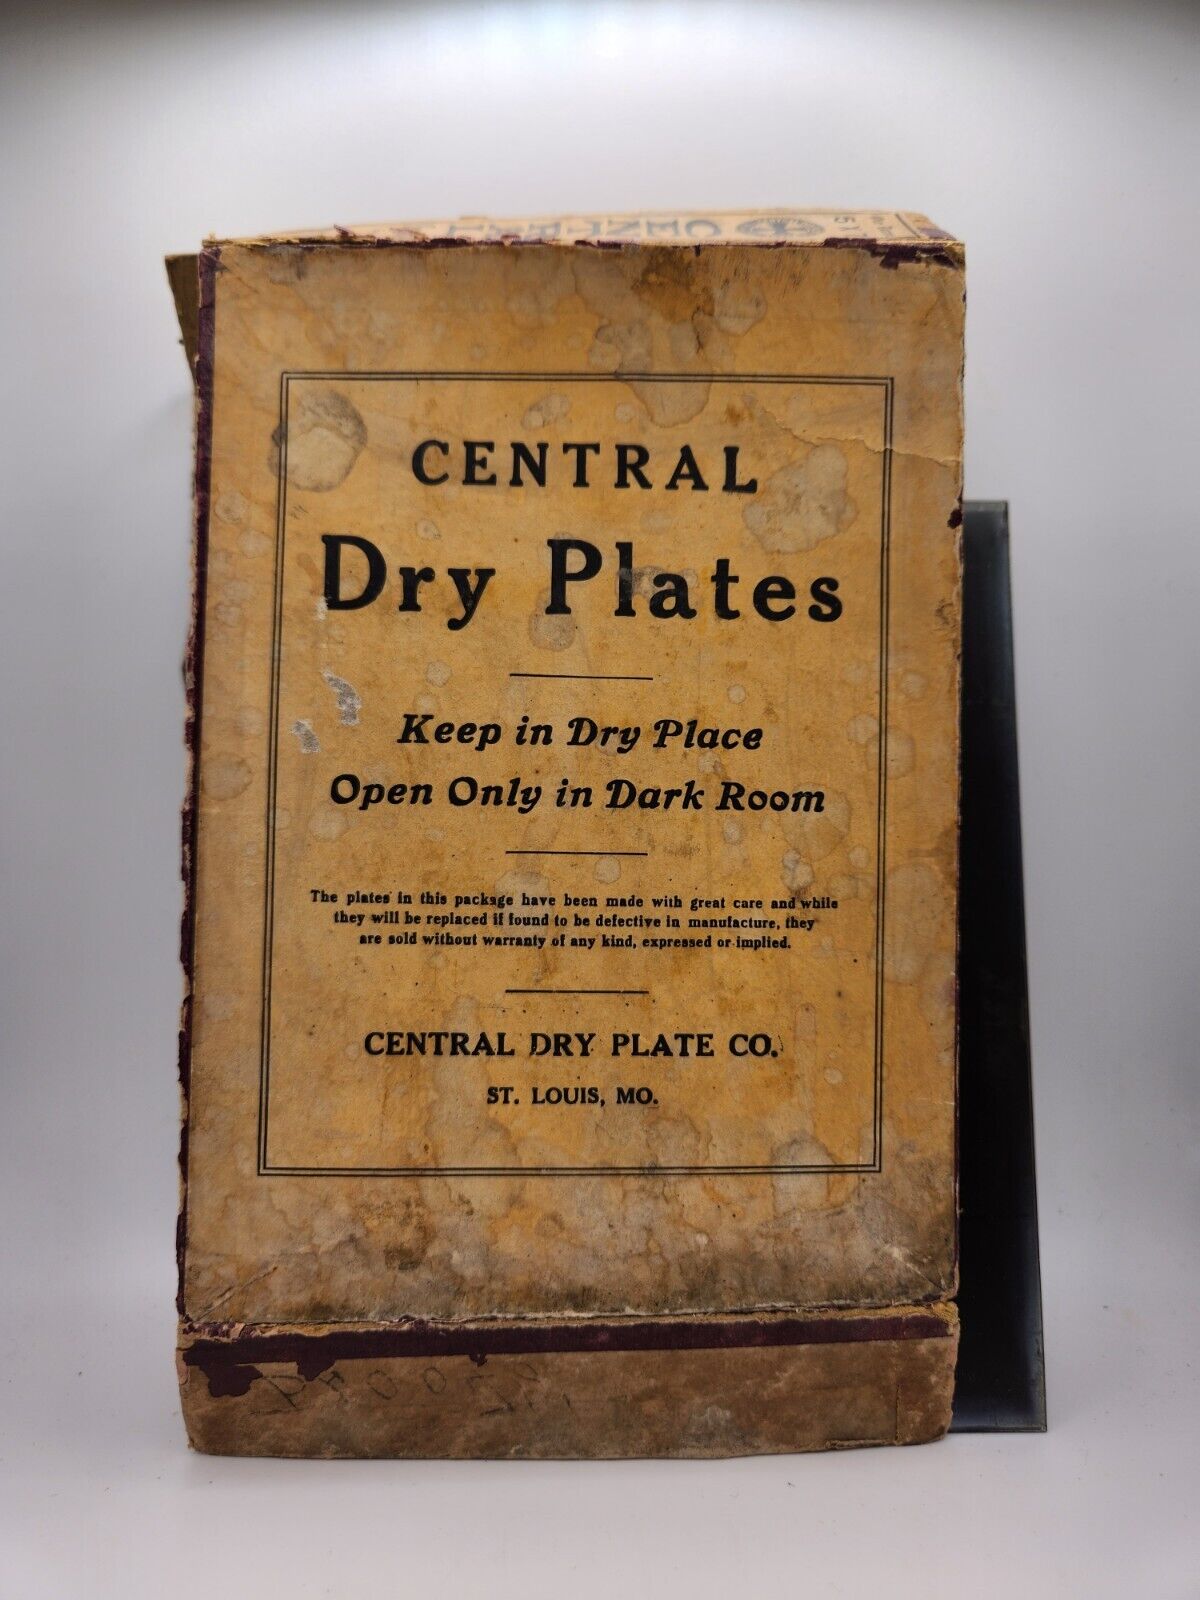 CENTRAL
5
CENTRAL
Dry Plates
Keep in Dry Place
Open Only in Dark Room
The plates in this package have been made with great care and while
they will be replaced if found to be defective in manufacture, they
are sold without warranty of any kind, expressed or implied.
CENTRAL DRY PLATE CO.
ST. LOUIS, MO.